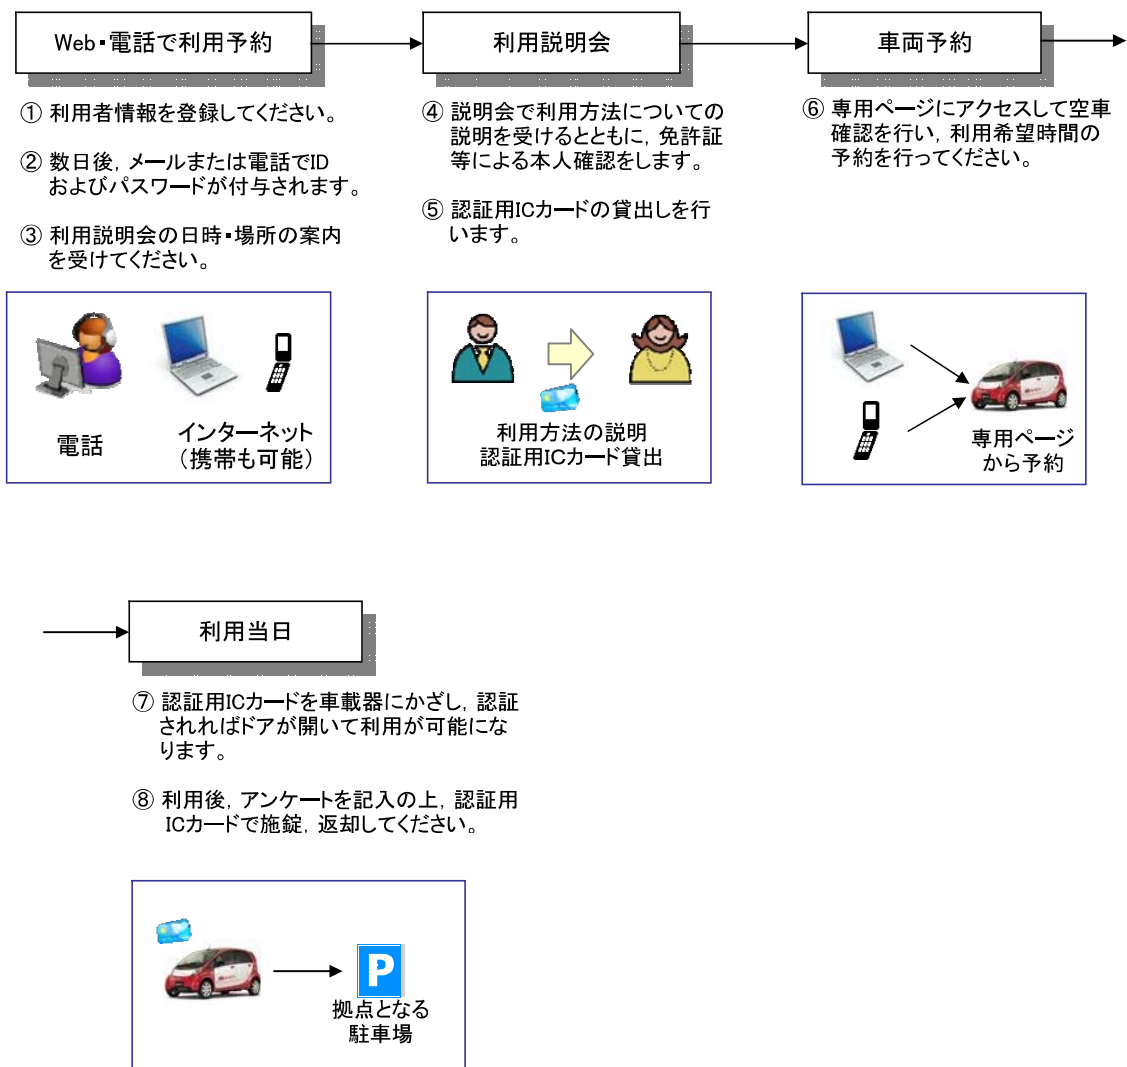 Web・電話で利用予約
① 利用者情報を登録してください。
② 数日後，メールまたは電話でID
およびパスワードが付与されます。
③ 利用説明会の日時・場所の案内
を受けてください。
電話
インターネット
（携帯も可能）
利用説明会
④ 説明会で利用方法についての
説明を受けるとともに，免許証
等による本人確認をします。
⑤ 認証用ICカードの貸出しを行
います。
利用方法の説明
認証用ICカード貸出
車両予約
⑥ 専用ページにアクセスして空車
確認を行い，利用希望時間の
予約を行ってください。
専用ページ
から予約
利用当日
⑦ 認証用ICカードを車載器にかざし，認証
されればドアが開いて利用が可能にな
ります。
⑧ 利用後，アンケートを記入の上，認証用
ICカードで施錠，返却してください。
P
拠点となる
駐車場